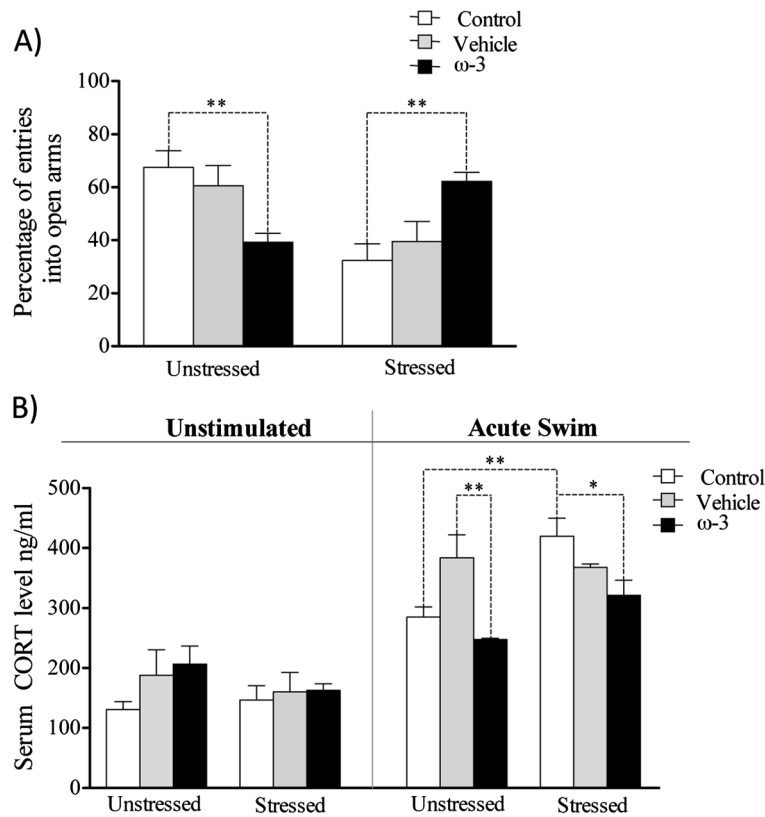 A)
Control
Vehicle
ω-3
Percentage of entries
into open arms
100
80
60
40
20
0
**
**
Unstressed
Stressed
B)
Unstimulated
Acute Swim
Control
Vehicle
ω-3
Serum CORT level ng/ml
500
400
300
200
100
0
**
**
*
Unstressed
Stressed
Unstressed
Stressed